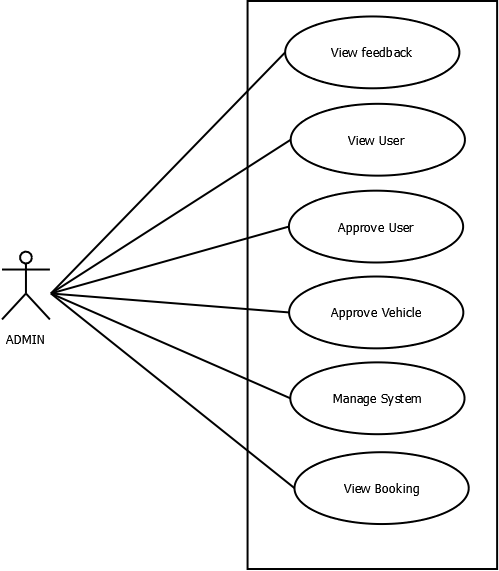 View feedback
View User
Approve User
ADMIN
Approve Vehicle
Manage System
View Booking